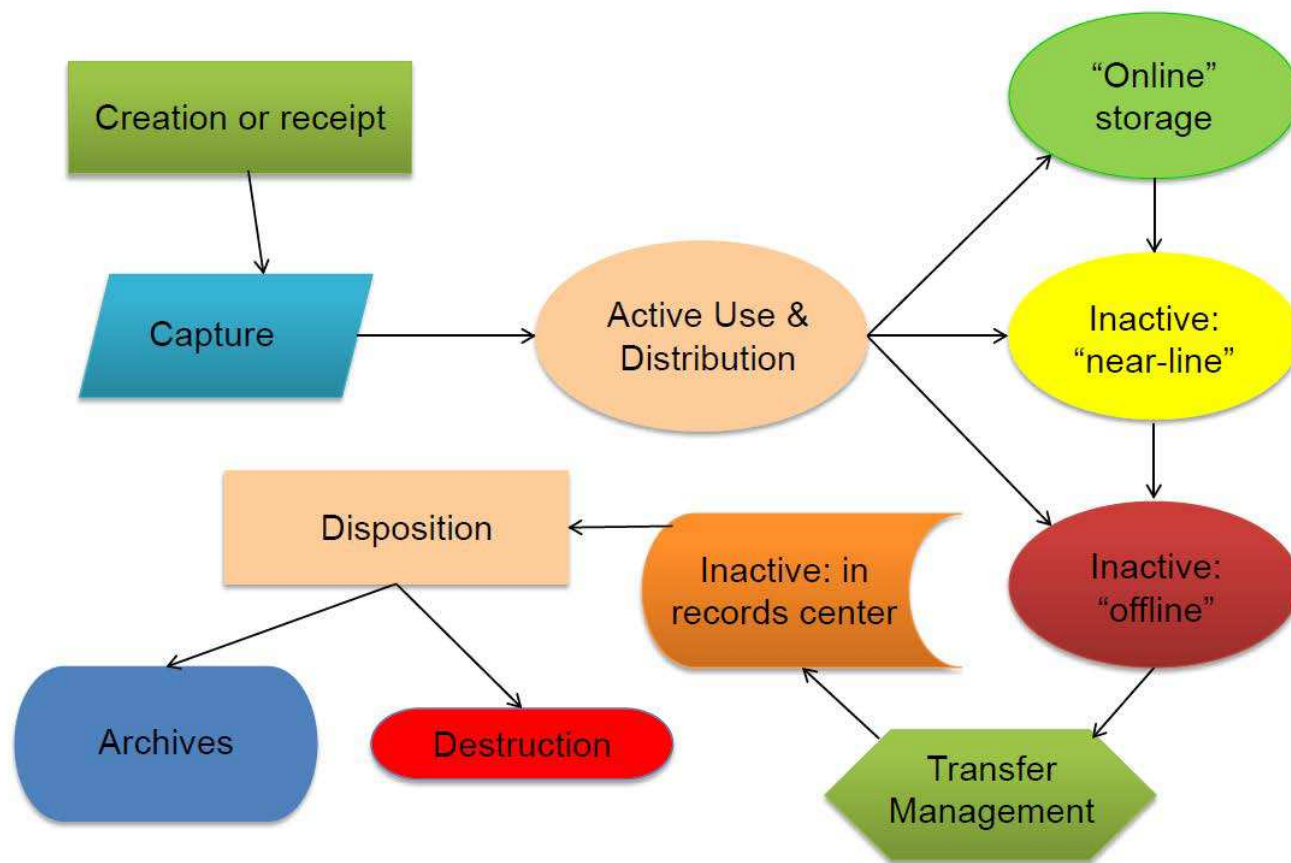 Creation or receipt
Capture
Active Use &
Distribution
“Online”
storage
Inactive:
“near-line”
Inactive:
“offline”
Transfer
Management
Inactive: in
records center
Disposition
Archives
Destruction